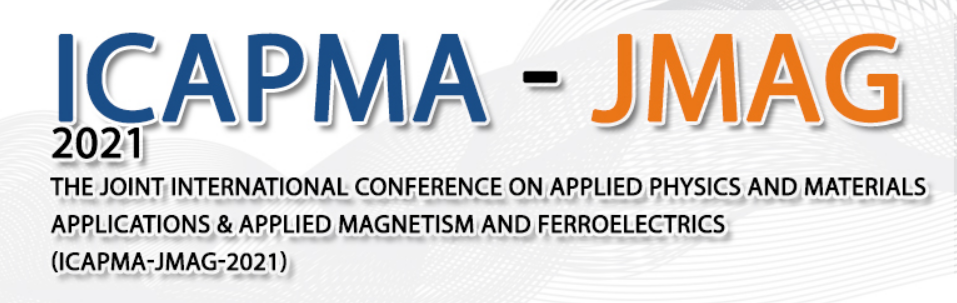 ICAPMA - JMAG
2021
THE JOINT INTERNATIONAL CONFERENCE ON APPLIED PHYSICS AND MATERIALS
APPLICATIONS & APPLIED MAGNETISM AND FERROELECTRICS
(ICAPMA-JMAG-2021)